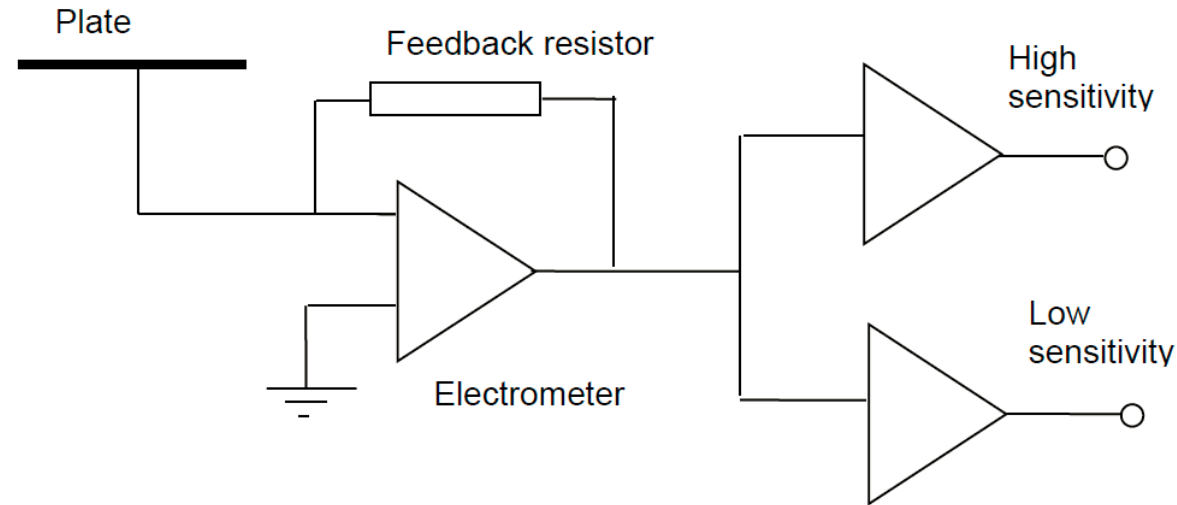 Plate
Feedback resistor
High
sensitivity
Electrometer
Low
sensitivity